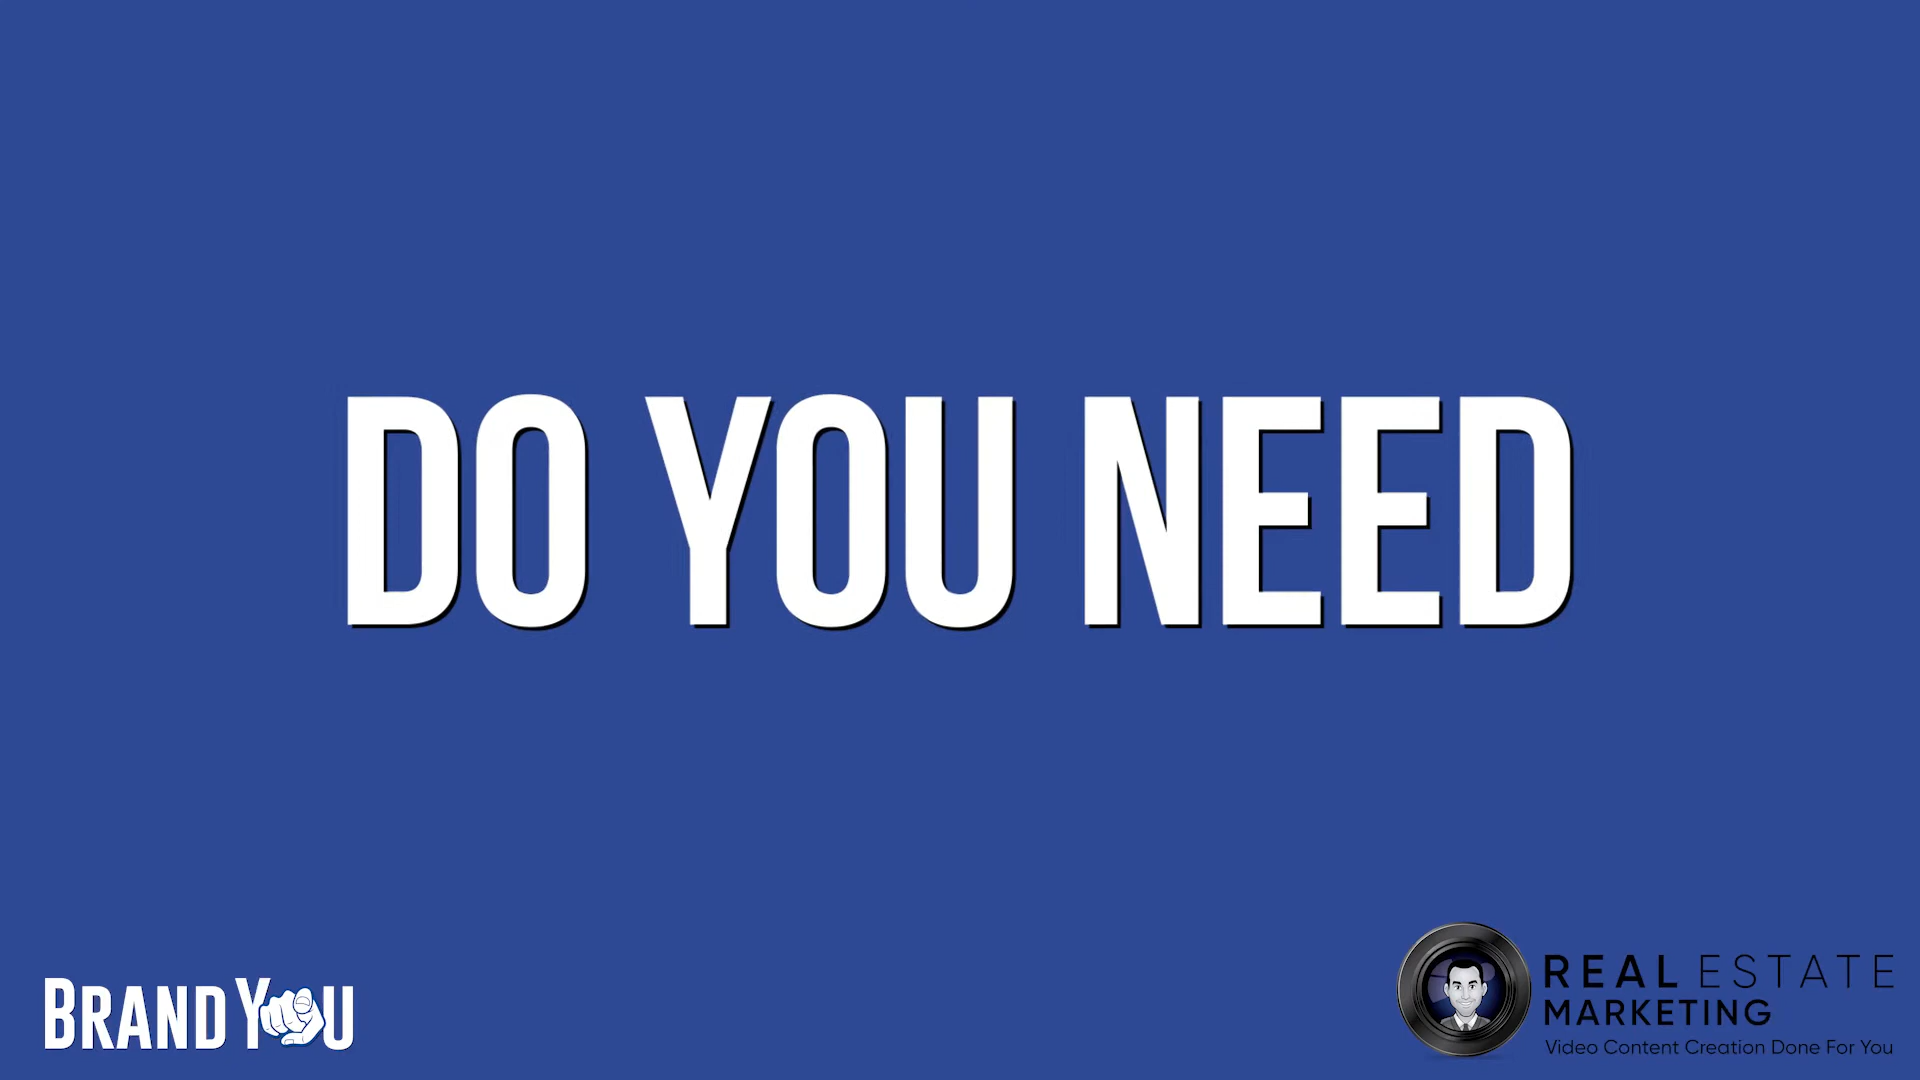 DO YOU NEED
BRAND YOU
REAL ESTATE
MARKETING
Video Content Creation Done For You